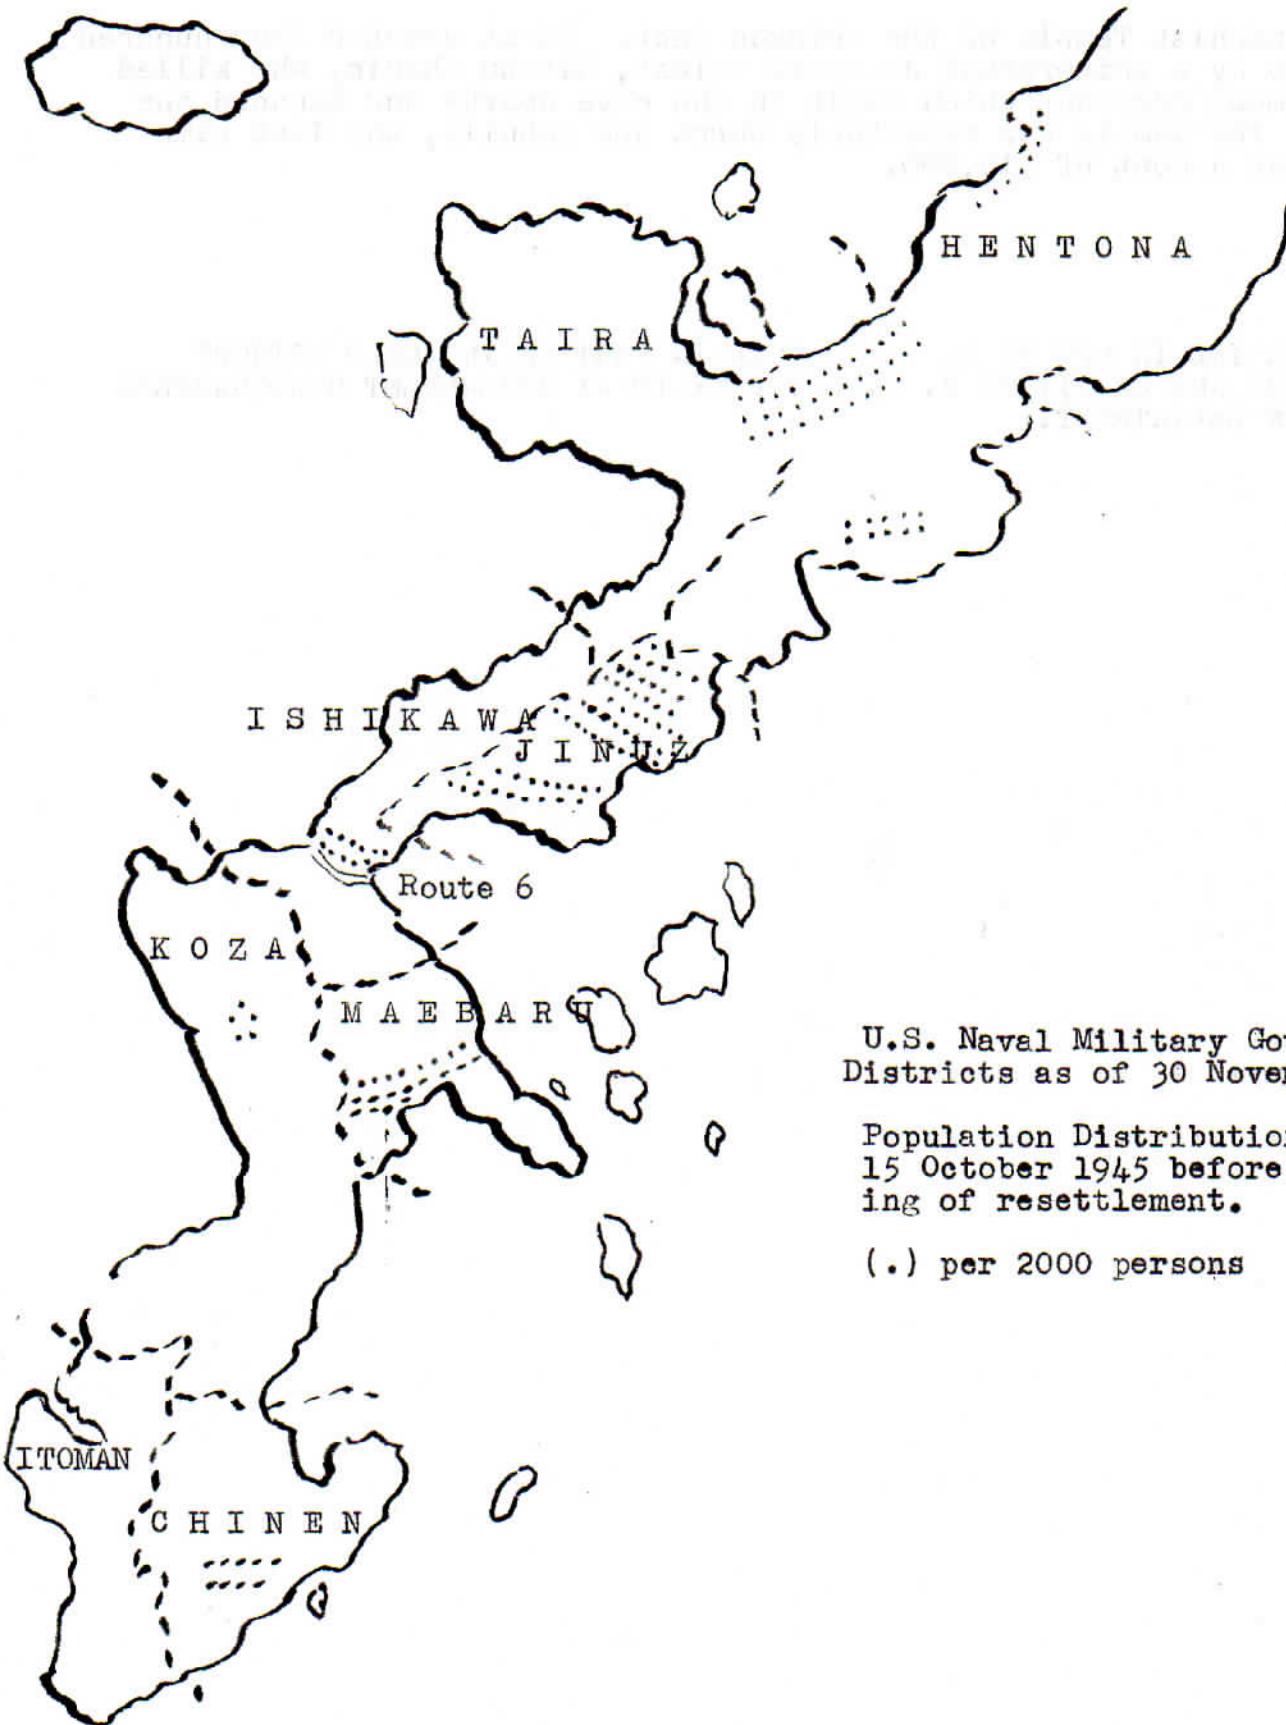 HENTONA
TAIRA
ISHIKAWA
JINUZ
Route 6
KOZA
MAEBARU
U.S. Naval Military Go
Districts as of 30 Nove
Population Distributio
15 October 1945 before
ing of resettlement.
(.) per 2000 persons
ITOMAN
CHINEN